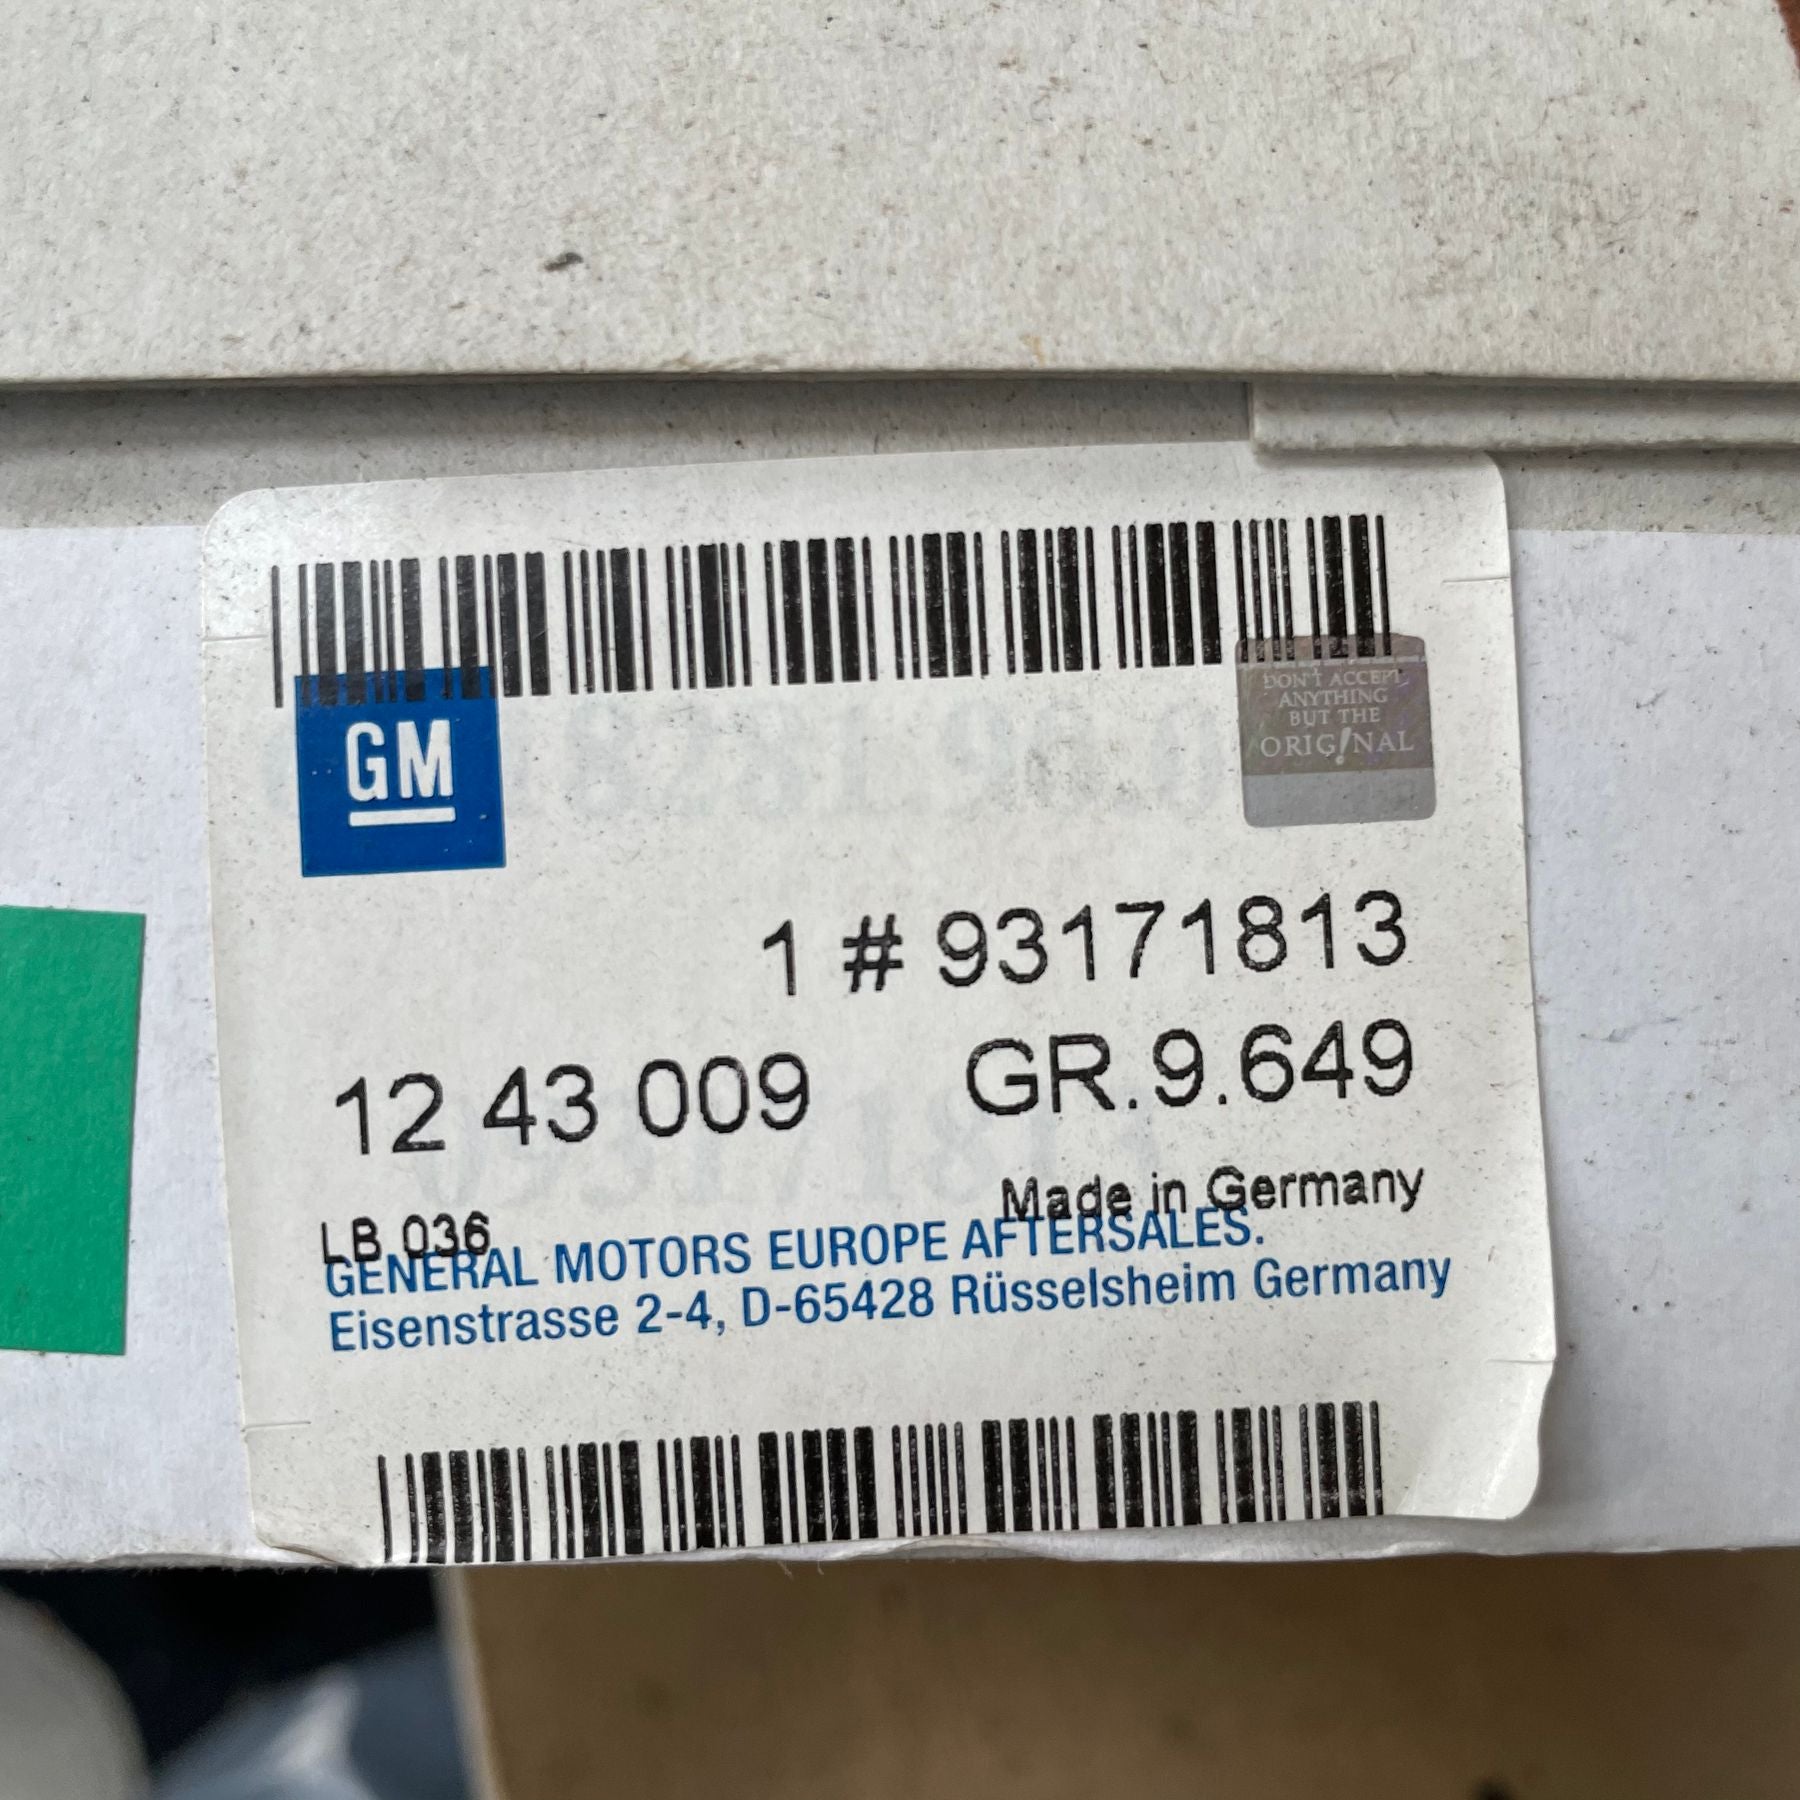 GM
DON'T ACCEPT
ANYTHING
BUT THE
ORIG!NAL
1 # 93171813
12 43 009 GR.9.649
LB 036 Made in Germany
GENERAL MOTORS EUROPE AFTERSALES.
Eisenstrasse 2-4, D-65428 Rüsselsheim Germany